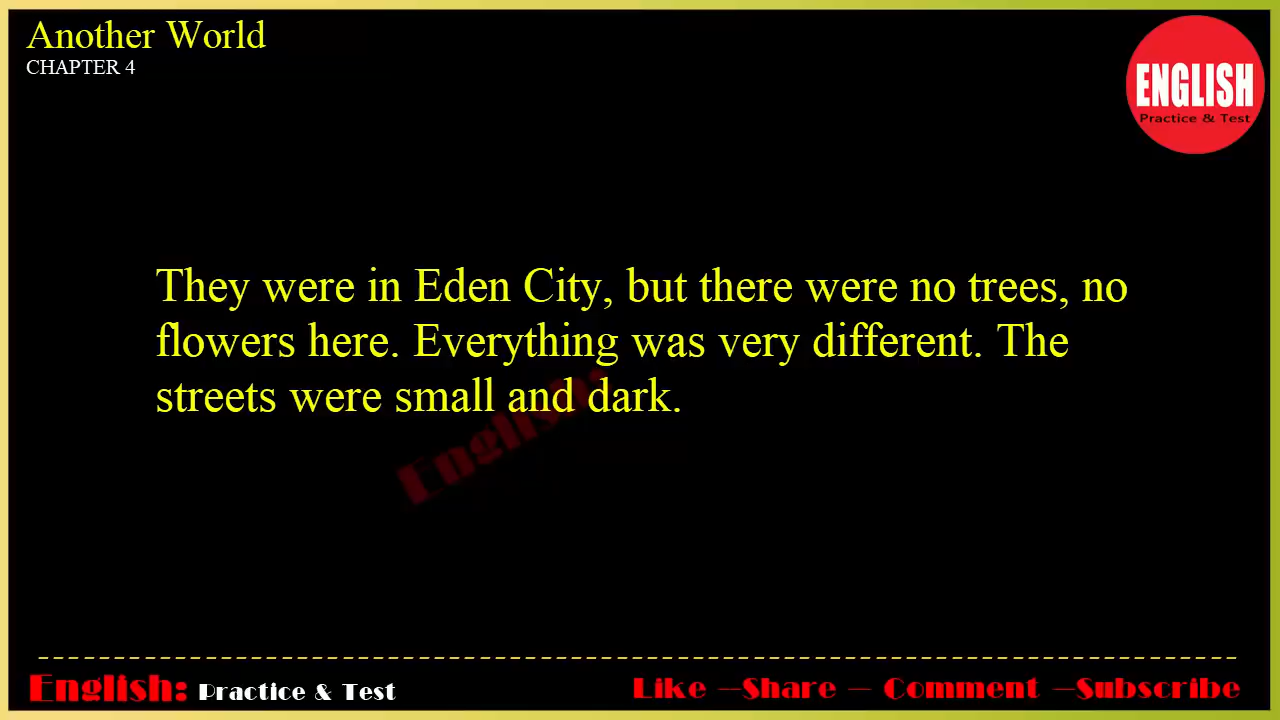 Another World
CHAPTER 4
ENGLISH
Practice & Test
They were in Eden City, but there were no trees, no
flowers here. Everything was very different. The
streets were small and dark.
English:
English: Practice & Test
Like – Share – Comment – Subscribe